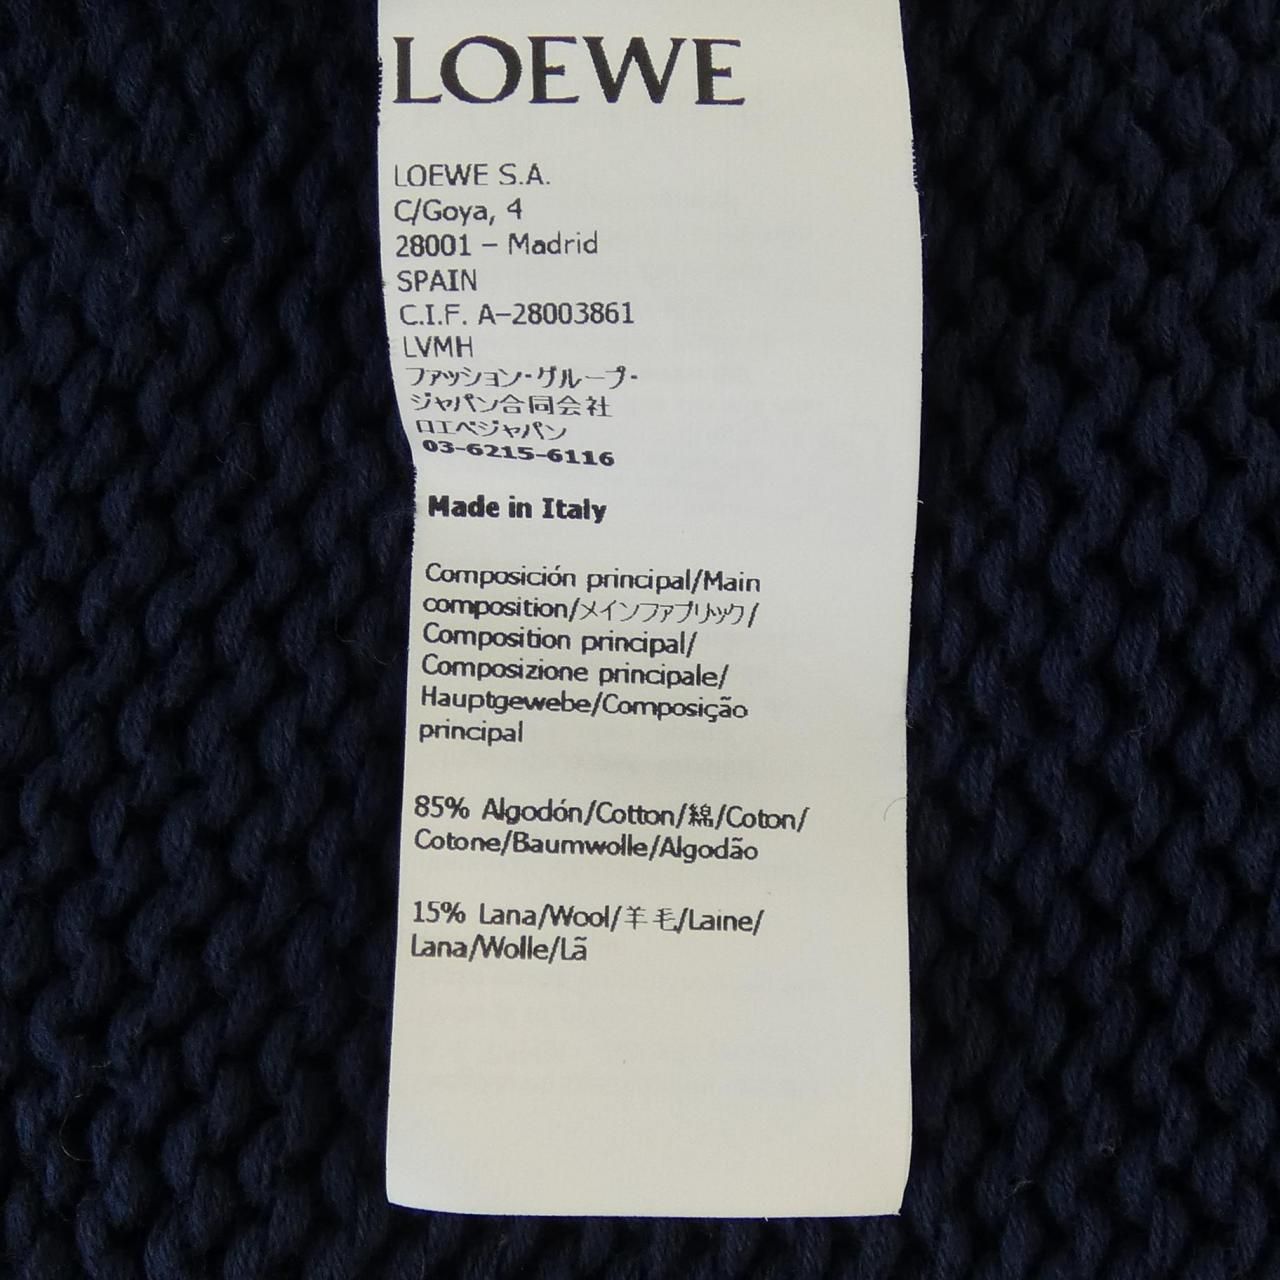 LOEWE
LOEWE S.A.
C/Goya, 4
28001 – Madrid
SPAIN
C.I.F. A–28003861
LVMH
ファッション・グループ・
ジャパン合同会社
ロエベジャパン
03-6215-6116
Made in Italy
Composición principal/Main
composition/メインファブリック/
Composition principal/
Composizione principale/
Hauptgewebe/Composição
principal
85% Algodón/Cotton/綿/Coton/
Cotone/Baumwolle/Algodão
15% Lana/Wool/羊毛/Laine/
Lana/Wolle/Lã